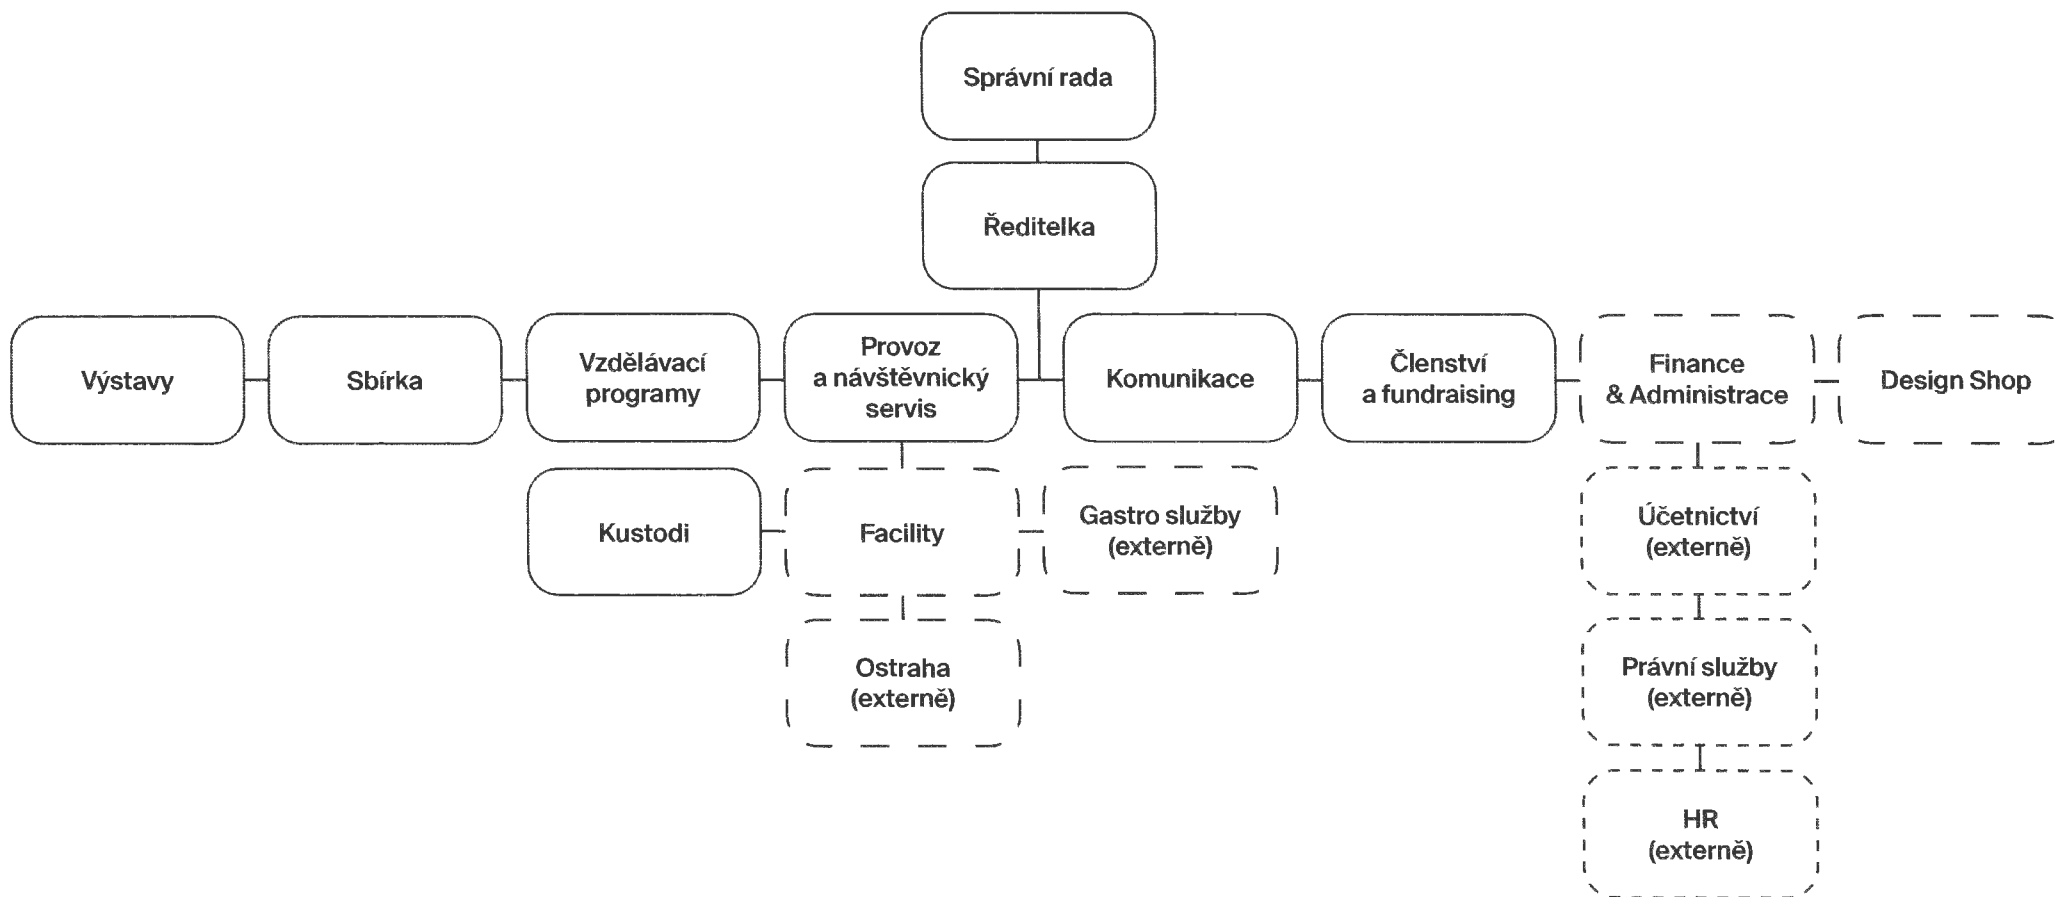 Správní rada
Ředitelka
Výstavy
Sbírka
Vzdělávací
programy
Provoz
a návštěvnický
servis
Komunikace
Členství
a fundraising
Finance
& Administrace
Design Shop
Kustodi
Facility
Gastro služby
(externě)
Účetnictví
(externě)
Ostraha
(externě)
Právní služby
(externě)
HR
(externě)